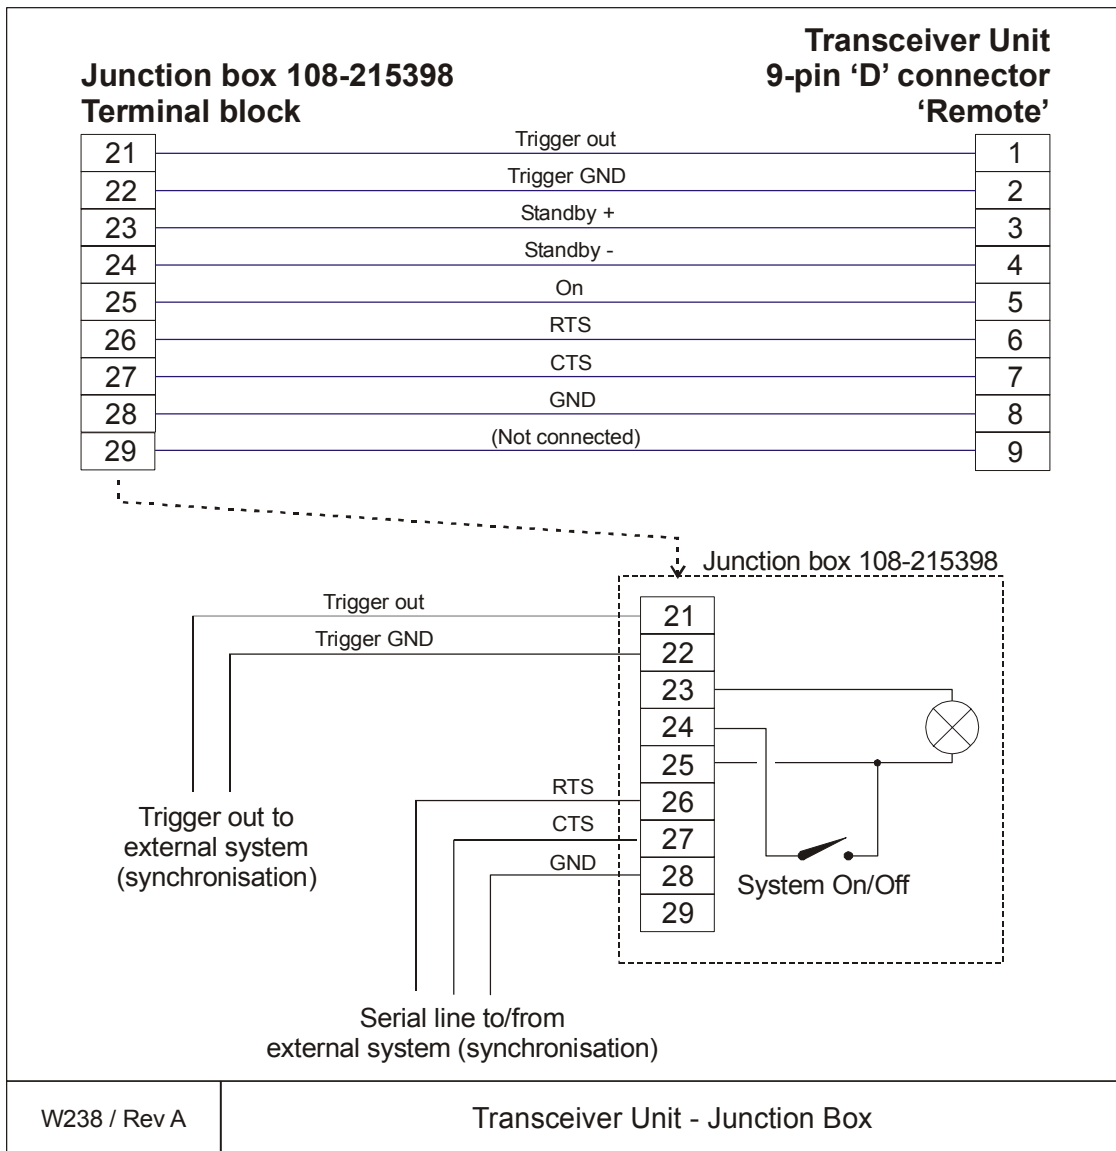 Junction box 108-215398
Terminal block
Transceiver Unit
9-pin ‘D’ connector
‘Remote’
21 Trigger out 1
22 Trigger GND 2
23 Standby + 3
24 Standby - 4
25 On 5
26 RTS 6
27 CTS 7
28 GND 8
29 (Not connected) 9
Junction box 108-215398
Trigger out 21
Trigger GND 22
23
24
25
RTS 26
CTS 27
GND 28
29
System On/Off
Trigger out to
external system
(synchronisation)
Serial line to/from
external system (synchronisation)
W238 / Rev A
Transceiver Unit - Junction Box